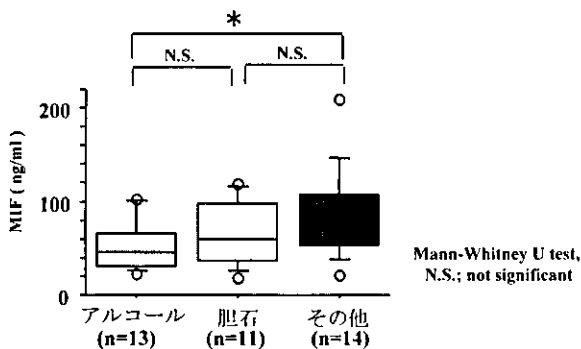 *
N.S.
N.S.
200
100
0
MIF ( ng/ml )
アルコール
胆石
その他
(n=13)
(n=11)
(n=14)
Mann-Whitney U test,
N.S.; not significant